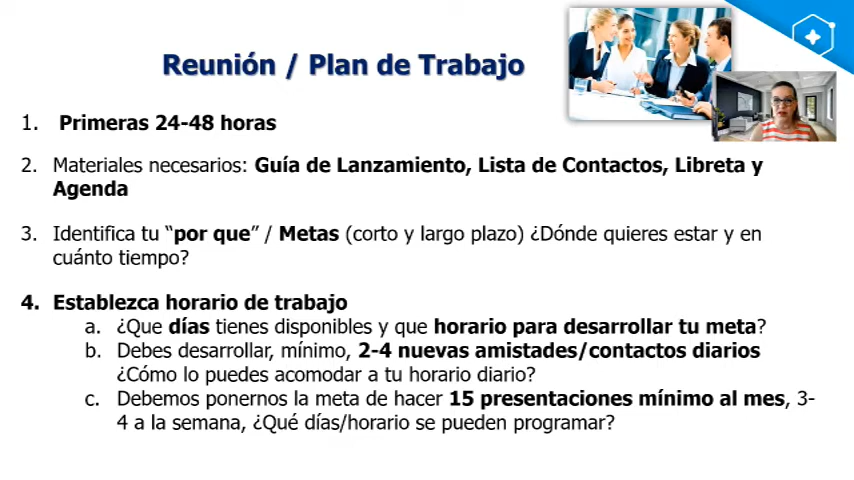 Reunión / Plan de Trabajo
1. Primeras 24-48 horas
2. Materiales necesarios: Guía de Lanzamiento, Lista de Contactos, Libreta y
Agenda
3. Identifica tu “por que” / Metas (corto y largo plazo) ¿Dónde quieres estar y en
cuánto tiempo?
4. Establezca horario de trabajo
a. ¿Que días tienes disponibles y que horario para desarrollar tu meta?
b. Debes desarrollar, mínimo, 2-4 nuevas amistades/contactos diarios
¿Cómo lo puedes acomodar a tu horario diario?
c. Debemos ponernos la meta de hacer 15 presentaciones mínimo al mes, 3-
4 a la semana, ¿Qué días/horario se pueden programar?